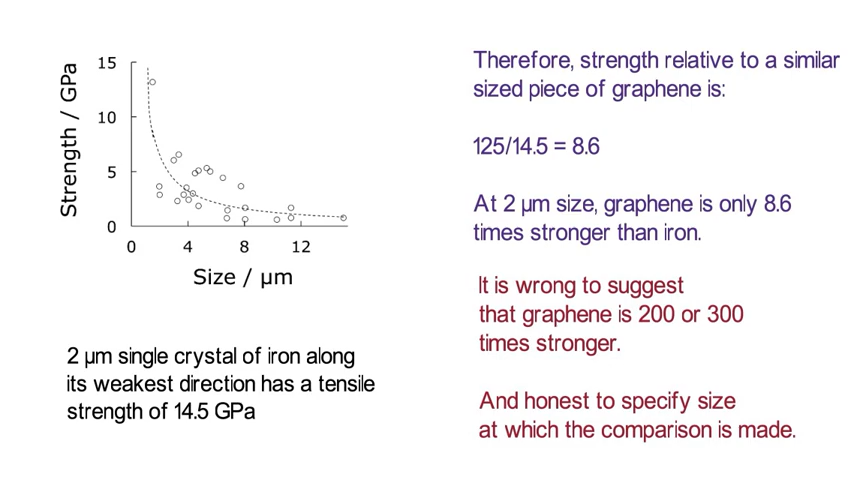 15
10
5
0
0
4
8
12
Strength / GPa
Size / μm
2 μm single crystal of iron along
its weakest direction has a tensile
strength of 14.5 GPa
Therefore, strength relative to a similar
sized piece of graphene is:
125/14.5 = 8.6
At 2 μm size, graphene is only 8.6
times stronger than iron.
It is wrong to suggest
that graphene is 200 or 300
times stronger.
And honest to specify size
at which the comparison is made.